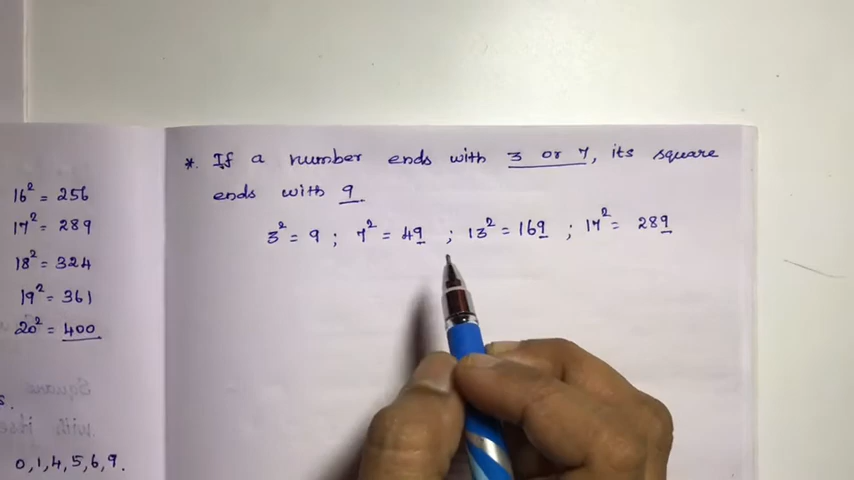 16² = 256
17² = 289
18² = 324
19² = 361
20² = 400
0,1,4,5,6,9.
*. If a number ends with 3 or 7, its square
ends with 9
3² = 9 ; 7² = 49 ; 13² = 169 ; 17² = 289